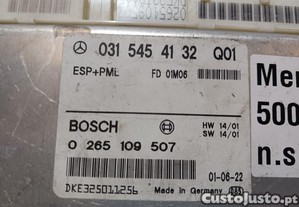 031 545 41 32 Q01
ESP+PML FD 01M06
BOSCH HW 14/01
SW 14/01
0 265 109 507
01-06-22
DKE325011256 Made in Germany
Mer
500
n.s
CustoJusto.pt